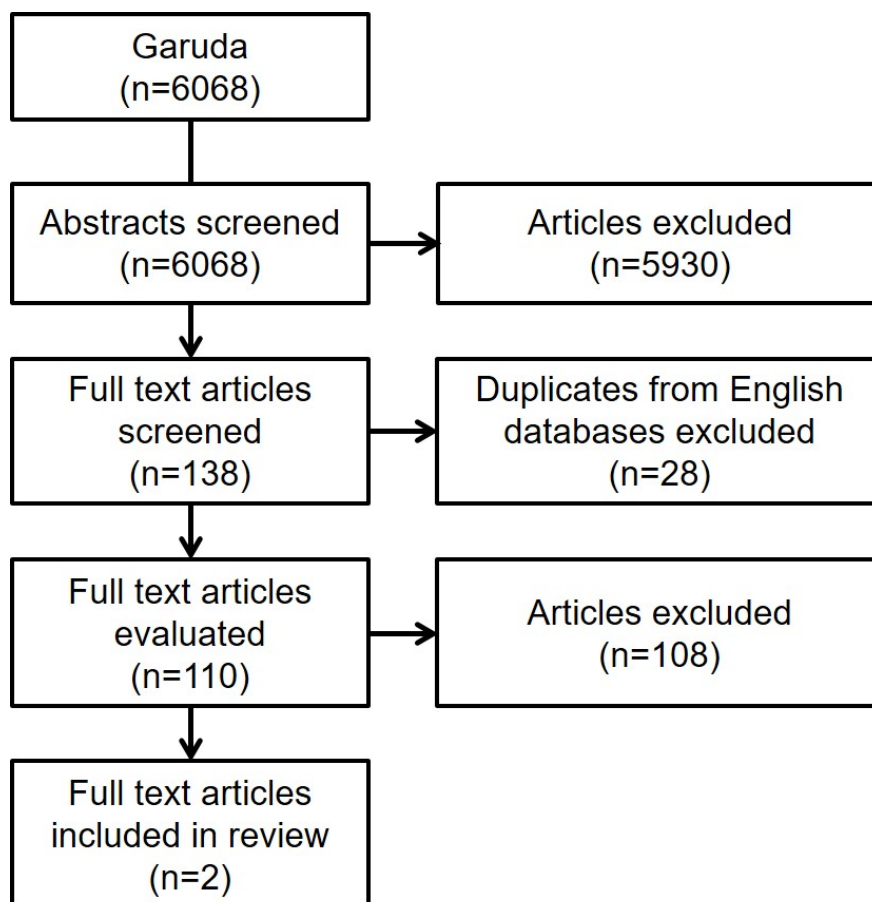 Garuda
(n=6068)
Abstracts screened
(n=6068)
Articles excluded
(n=5930)
Full text articles
screened
(n=138)
Duplicates from English
databases excluded
(n=28)
Full text articles
evaluated
(n=110)
Articles excluded
(n=108)
Full text articles
included in review
(n=2)